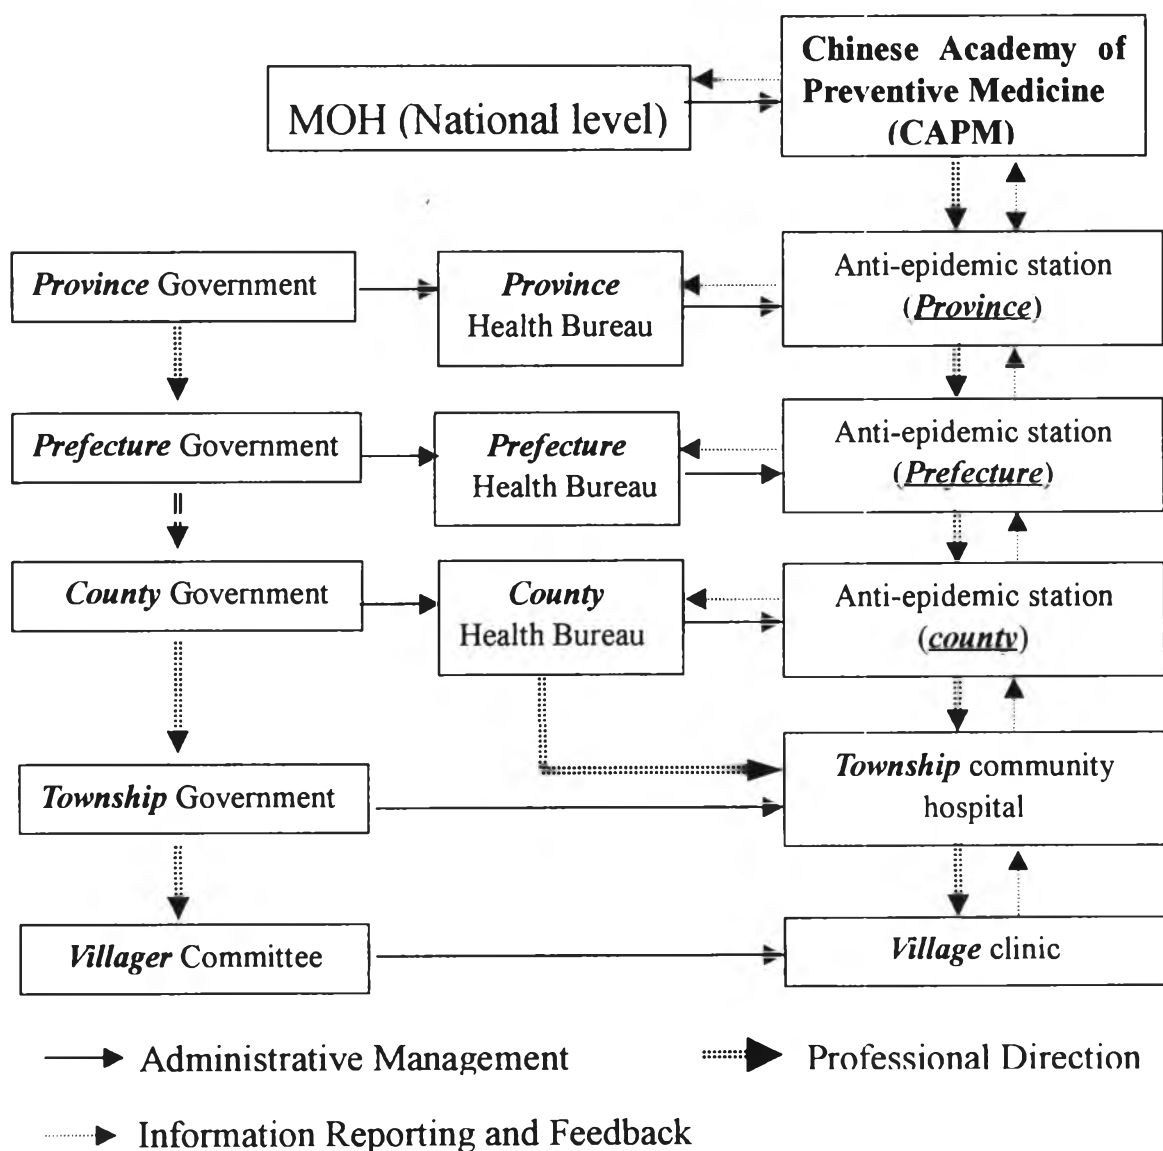 Chinese Academy of
Preventive Medicine
(CAPM)
MOH (National level)
Province Government
Province
Health Bureau
Anti-epidemic station
(Province)
Prefecture Government
Prefecture
Health Bureau
Anti-epidemic station
(Prefecture)
County Government
County
Health Bureau
Anti-epidemic station
(county)
Township Government
Township community
hospital
Villager Committee
Village clinic
Administrative Management
Professional Direction
Information Reporting and Feedback